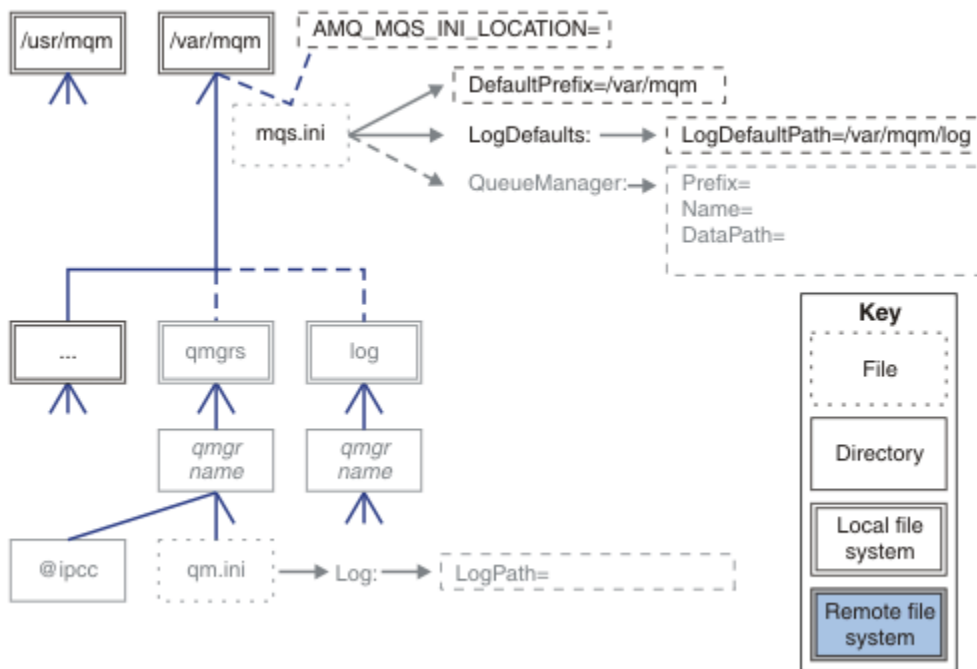 /usr/mqm
/var/mqm
AMQ_MQS_INI_LOCATION=
mqs.ini
DefaultPrefix=/var/mqm
LogDefaults:
LogDefaultPath=/var/mqm/log
QueueManager:
Prefix=
Name=
DataPath=
...
qmgrs
log
qmgr
name
qmgr
name
@ipcc
qm.ini
Log:
LogPath=
Key
File
Directory
Local file
system
Remote file
system